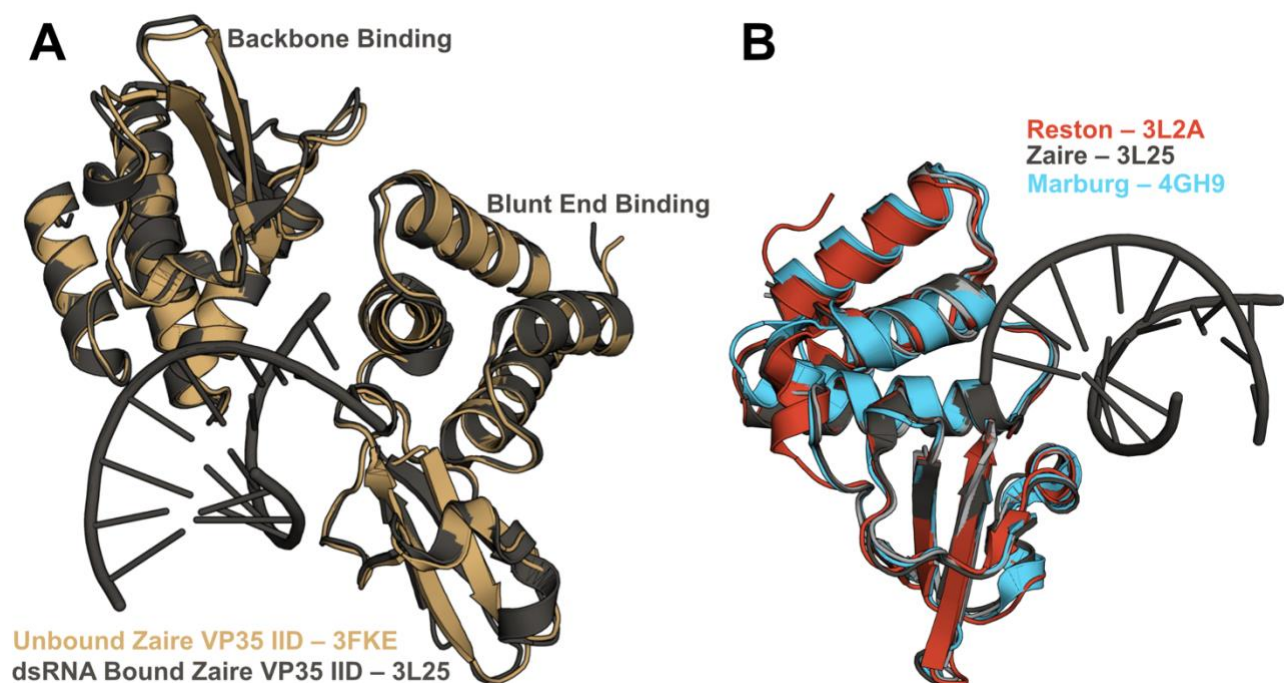 A
Backbone Binding
Blunt End Binding
Unbound Zaire VP35 IID – 3FKE
dsRNA Bound Zaire VP35 IID – 3L25
B
Reston – 3L2A
Zaire – 3L25
Marburg – 4GH9